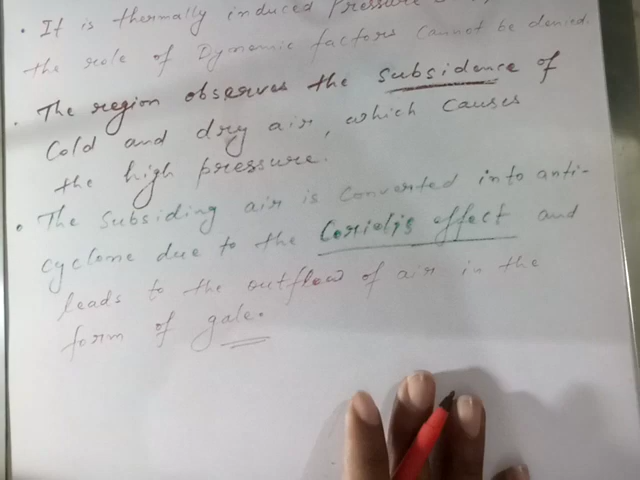 • It is thermally induced pressure
the role of Dynamic factors cannot be denied.
• The region observes the subsidence of
cold and dry air, which causes
the high pressure.
• The subsiding air is converted into anti-
cyclone due to the Coriolis effect and
leads to the outflow of air in the
form of gale.